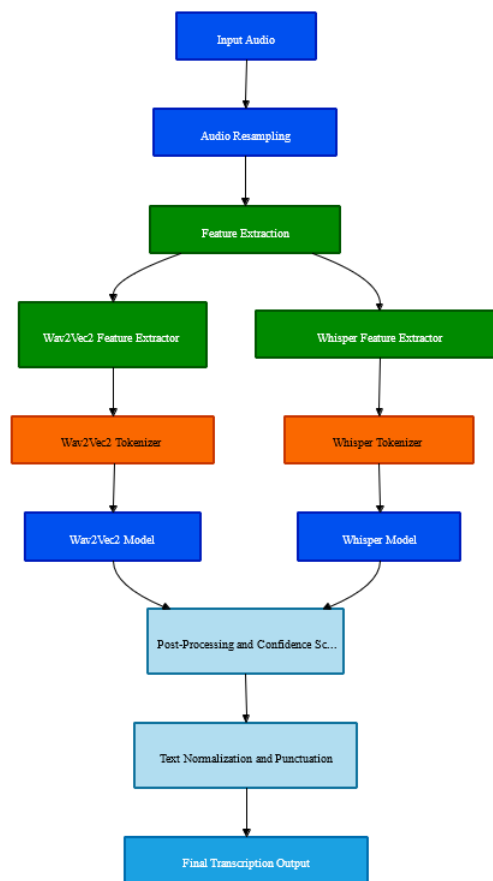 Input Audio
Audio Resampling
Feature Extraction
Wav2Vec2 Feature Extractor
Whisper Feature Extractor
Wav2Vec2 Tokenizer
Whisper Tokenizer
Wav2Vec2 Model
Whisper Model
Post-Processing and Confidence Sc...
Text Normalization and Punctuation
Final Transcription Output